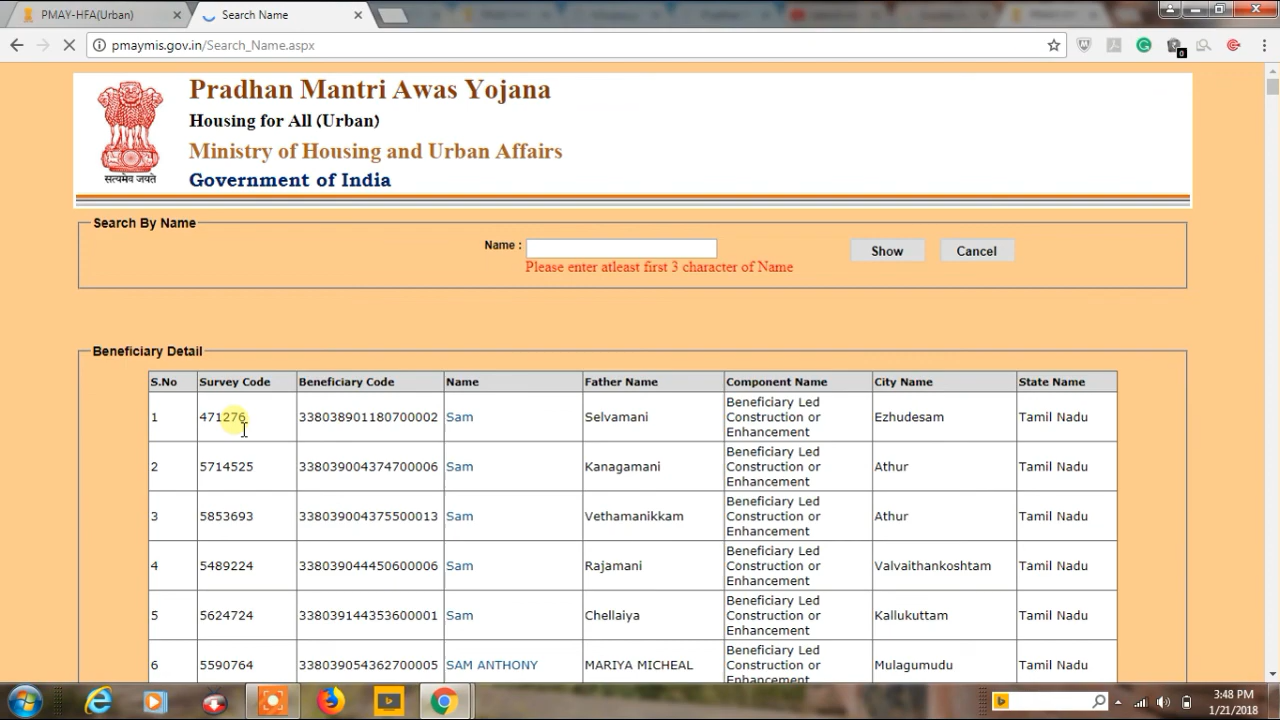 PMAY-HFA(Urban)
Search Name
pmaymis.gov.in/Search_Name.aspx
0
Pradhan Mantri Awas Yojana
Housing for All (Urban)
Ministry of Housing and Urban Affairs
सत्यमेव जयते
Government of India
Search By Name
Name :
Show
Cancel
Please enter atleast first 3 character of Name
Beneficiary Detail
S.No Survey Code Beneficiary Code Name Father Name Component Name City Name State Name
1 471276 338038901180700002 Sam Selvamani Beneficiary Led Construction or Enhancement Ezhudesam Tamil Nadu
2 5714525 338039004374700006 Sam Kanagamani Beneficiary Led Construction or Enhancement Athur Tamil Nadu
3 5853693 338039004375500013 Sam Vethamanikkam Beneficiary Led Construction or Enhancement Athur Tamil Nadu
4 5489224 338039044450600006 Sam Rajamani Beneficiary Led Construction or Enhancement Valvaithankoshtam Tamil Nadu
5 5624724 338039144353600001 Sam Chellaiya Beneficiary Led Construction or Enhancement Kallukuttam Tamil Nadu
6 5590764 338039054362700005 SAM ANTHONY MARIYA MICHEAL Beneficiary Led Construction or Enhancement Mulagumudu Tamil Nadu
3:48 PM
1/21/2018